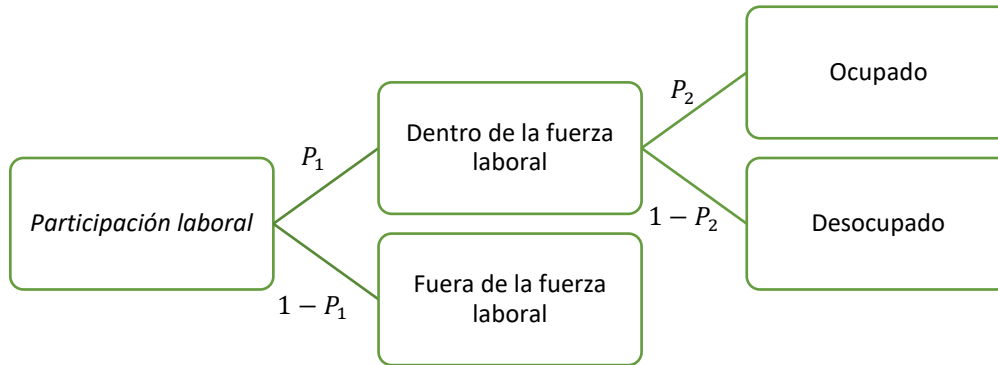 Participación laboral
P₁
1 − P₁
Dentro de la fuerza
laboral
Fuera de la fuerza
laboral
P₂
1 − P₂
Ocupado
Desocupado